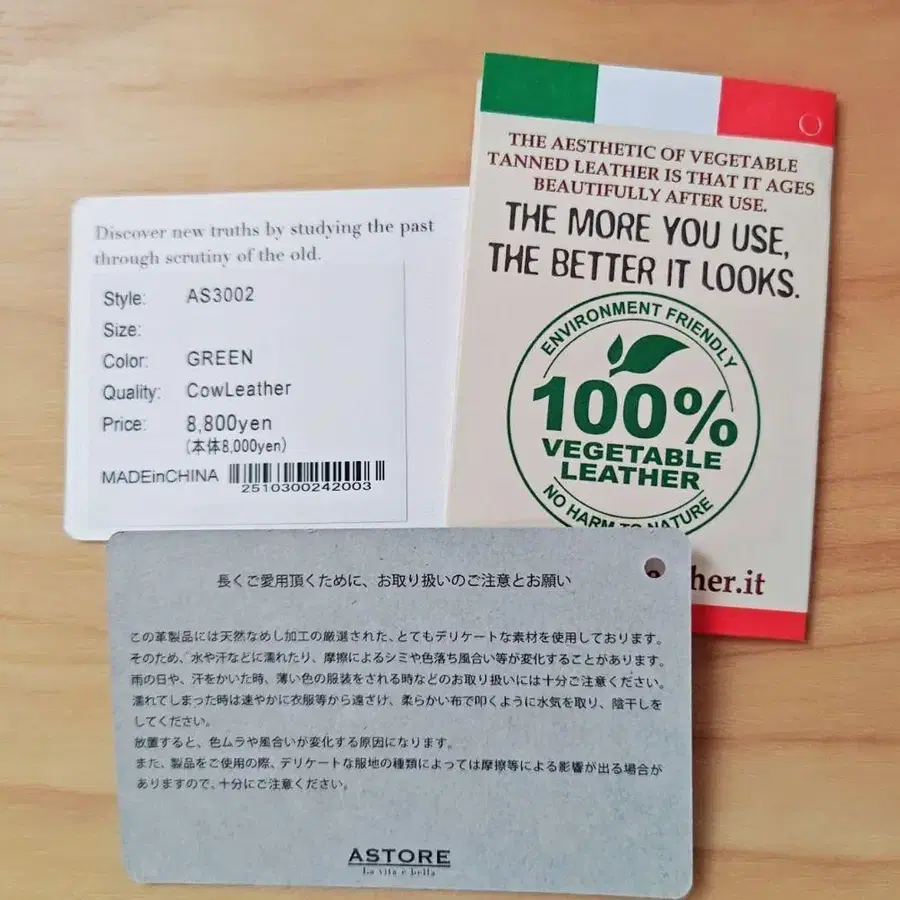 Discover new truths by studying the past
through scrutiny of the old.
Style: AS3002
Size:
Color: GREEN
Quality: CowLeather
Price: 8,800yen
(本体8,000yen)
MADEinCHINA
2510300242003
THE AESTHETIC OF VEGETABLE
TANNED LEATHER IS THAT IT AGES
BEAUTIFULLY AFTER USE.
THE MORE YOU USE,
THE BETTER IT LOOKS.
ENVIRONMENT FRIENDLY
100%
VEGETABLE
LEATHER
NO HARM TO NATURE
her.it
長くご愛用頂くために、お取り扱いのご注意とお願い
この革製品には天然なめし加工の厳選された、とてもデリケートな素材を使用しております。
そのため、水や汗などに濡れたり、摩擦によるシミや色落ち風合い等が変化することがあります。
雨の日や、汗をかいた時、薄い色の服装をされる時などのお取り扱いには十分ご注意ください。
濡れてしまった時は速やかに衣服等から遠ざけ、柔らかい布で叩くように水気を取り、陰干しを
してください。
放置すると、色ムラや風合いが変化する原因になります。
また、製品をご使用の際、デリケートな服地の種類によっては摩擦等による影響が出る場合が
ありますので、十分にご注意ください。
ASTORE
La vita è bella